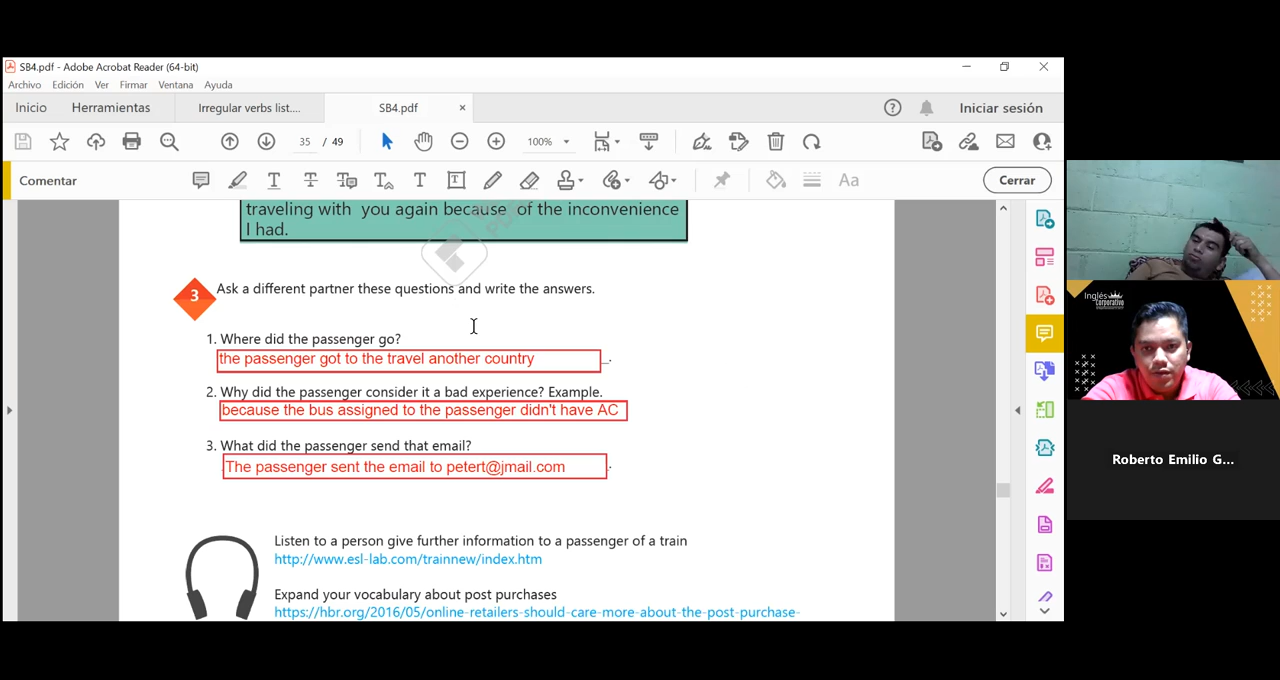 SB4.pdf - Adobe Acrobat Reader (64-bit)
Archivo Edición Ver Firmar Ventana Ayuda
Inicio Herramientas Irregular verbs list.... SB4.pdf × Iniciar sesión
35 / 49 100%
Comentar Aa Cerrar
traveling with you again because of the inconvenience
I had.
3 Ask a different partner these questions and write the answers.
1. Where did the passenger go?
the passenger got to the travel another country _.
2. Why did the passenger consider it a bad experience? Example.
because the bus assigned to the passenger didn't have AC
3. What did the passenger send that email?
The passenger sent the email to petert@jmail.com .
Listen to a person give further information to a passenger of a train
http://www.esl-lab.com/trainnew/index.htm
Expand your vocabulary about post purchases
https://hbr.org/2016/05/online-retailers-should-care-more-about-the-post-purchase-
Inglés
Corporativo
Roberto Emilio G...